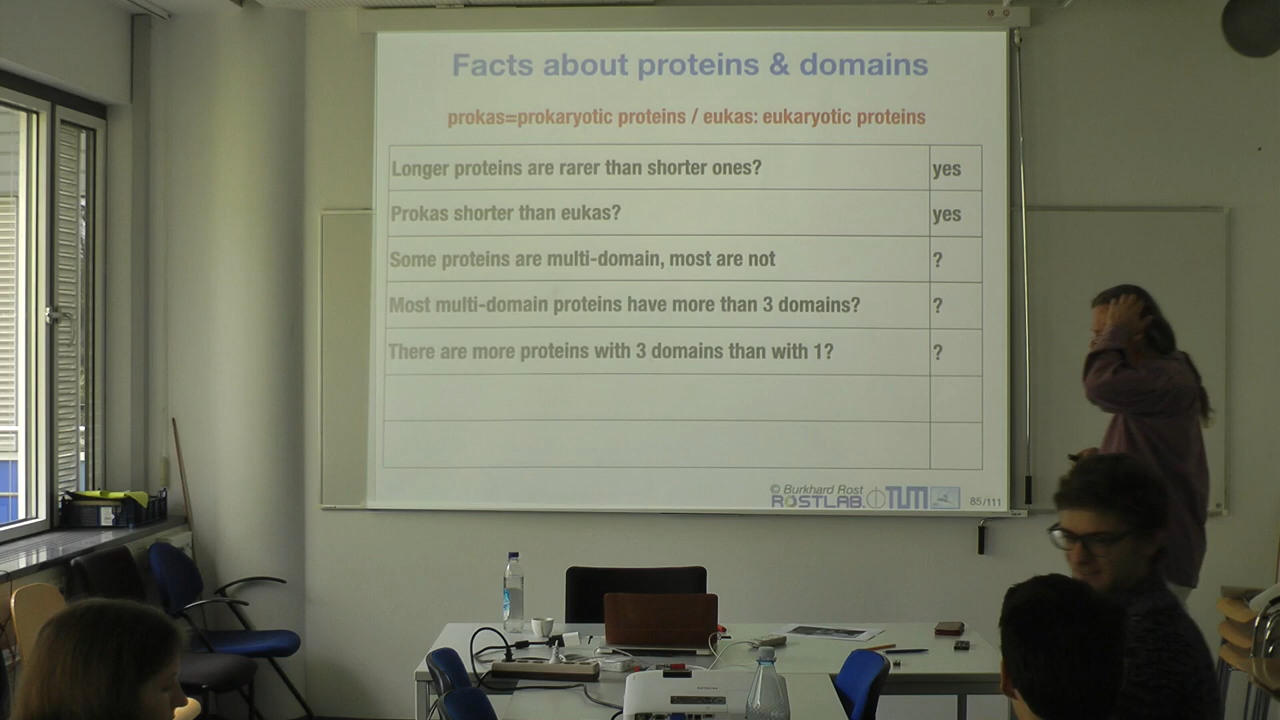 Facts about proteins & domains
prokas=prokaryotic proteins / eukas: eukaryotic proteins
Longer proteins are rarer than shorter ones? yes
Prokas shorter than eukas? yes
Some proteins are multi-domain, most are not ?
Most multi-domain proteins have more than 3 domains? ?
There are more proteins with 3 domains than with 1? ?
© Burkhard Rost
ROSTLAB. TUM 85/111